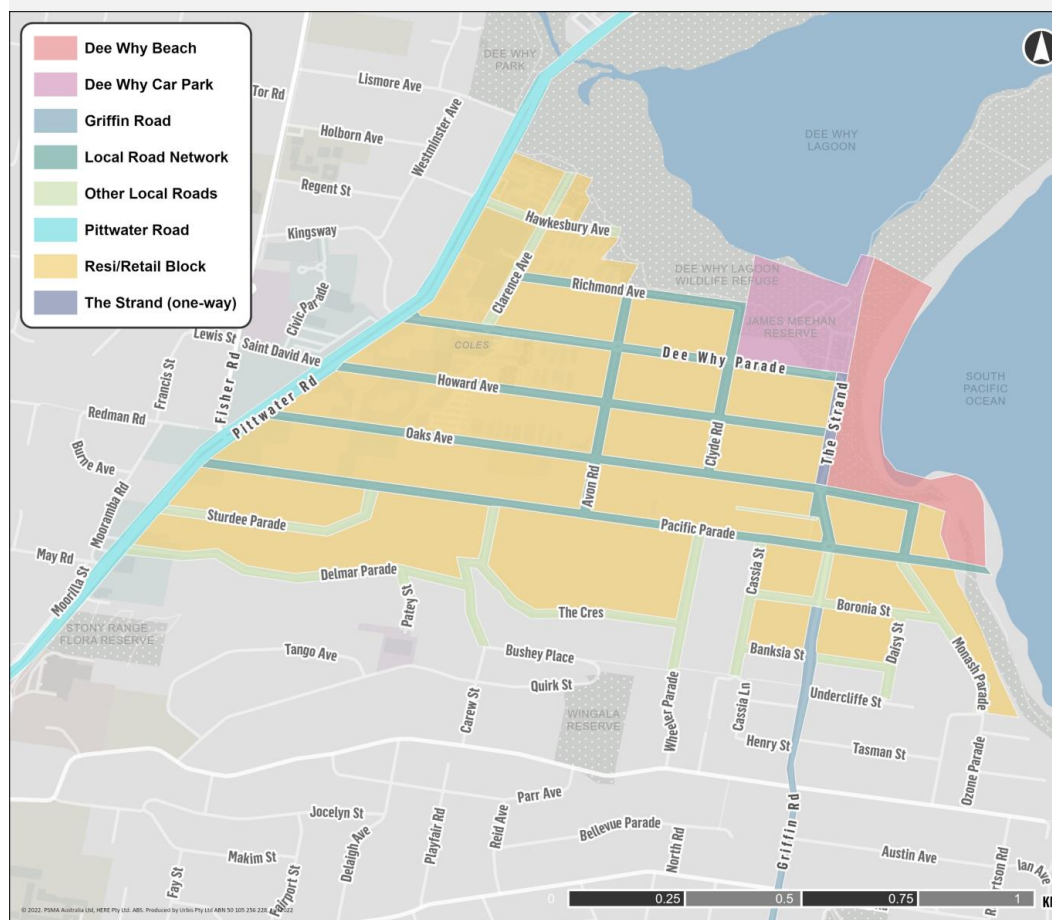 Dee Why Beach
Dee Why Car Park
Griffin Road
Local Road Network
Other Local Roads
Pittwater Road
Resi/Retail Block
The Strand (one-way)
DEE WHY
PARK
Lismore Ave
Tor Rd
Westminster Ave
Holborn Ave
DEE WHY
LAGOON
Regent St
Kingsway
Hawkesbury Ave
Clarence Ave
DEE WHY LAGOON
WILDLIFE REFUGE
Richmond Ave
Civic Parade
JAMES MEEHAN
RESERVE
Lewis St
Saint David Ave
COLES
Dee Why Parade
Francis St
Fisher Rd
Pittwater Rd
Howard Ave
The Strand
SOUTH
PACIFIC
OCEAN
Redman Rd
Oaks Ave
Clyde Rd
Burne Ave
Avon Rd
Mooramba Rd
Sturdee Parade
Pacific Parade
May Rd
Moorilla St
Delmar Parade
Cassia St
Patey St
The Cres
Boronia St
STONY RANGE
FLORA RESERVE
Tango Ave
Bushey Place
Banksia St
Daisy St
Monash Parade
Quirk St
Undercliffe St
Carew St
WINGALA
RESERVE
Wheeler Parade
Cassia Ln
Henry St
Tasman St
Ozone Parade
Parr Ave
Jocelyn St
Griffin Rd
Bellevue Parade
Delaigh Ave
Playfair Rd
Reid Ave
North Rd
Makim St
Austin Ave
Fay St
Fairport St
0
0.25
0.5
0.75
1